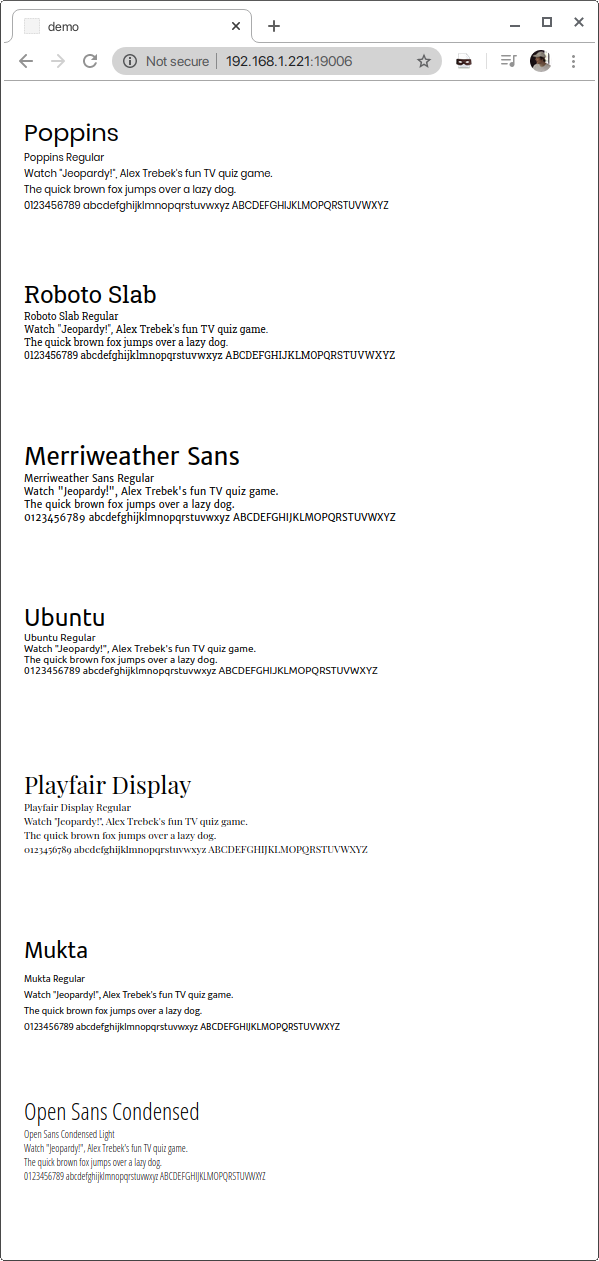 demo
Not secure | 192.168.1.221:19006
Poppins
Poppins Regular
Watch "Jeopardy!", Alex Trebek's fun TV quiz game.
The quick brown fox jumps over a lazy dog.
0123456789 abcdefghijklmnopqrstuvwxyz ABCDEFGHIJKLMOPQRSTUVWXYZ
Roboto Slab
Roboto Slab Regular
Watch "Jeopardy!", Alex Trebek's fun TV quiz game.
The quick brown fox jumps over a lazy dog.
0123456789 abcdefghijklmnopqrstuvwxyz ABCDEFGHIJKLMOPQRSTUVWXYZ
Merriweather Sans
Merriweather Sans Regular
Watch "Jeopardy!", Alex Trebek's fun TV quiz game.
The quick brown fox jumps over a lazy dog.
0123456789 abcdefghijklmnopqrstuvwxyz ABCDEFGHIJKLMOPQRSTUVWXYZ
Ubuntu
Ubuntu Regular
Watch "Jeopardy!", Alex Trebek's fun TV quiz game.
The quick brown fox jumps over a lazy dog.
0123456789 abcdefghijklmnopqrstuvwxyz ABCDEFGHIJKLMOPQRSTUVWXYZ
Playfair Display
Playfair Display Regular
Watch "Jeopardy!", Alex Trebek's fun TV quiz game.
The quick brown fox jumps over a lazy dog.
0123456789 abcdefghijklmnopqrstuvwxyz ABCDEFGHIJKLMOPQRSTUVWXYZ
Mukta
Mukta Regular
Watch "Jeopardy!", Alex Trebek's fun TV quiz game.
The quick brown fox jumps over a lazy dog.
0123456789 abcdefghijklmnopqrstuvwxyz ABCDEFGHIJKLMOPQRSTUVWXYZ
Open Sans Condensed
Open Sans Condensed Light
Watch "Jeopardy!", Alex Trebek's fun TV quiz game.
The quick brown fox jumps over a lazy dog.
0123456789 abcdefghijklmnopqrstuvwxyz ABCDEFGHIJKLMOPQRSTUVWXYZ